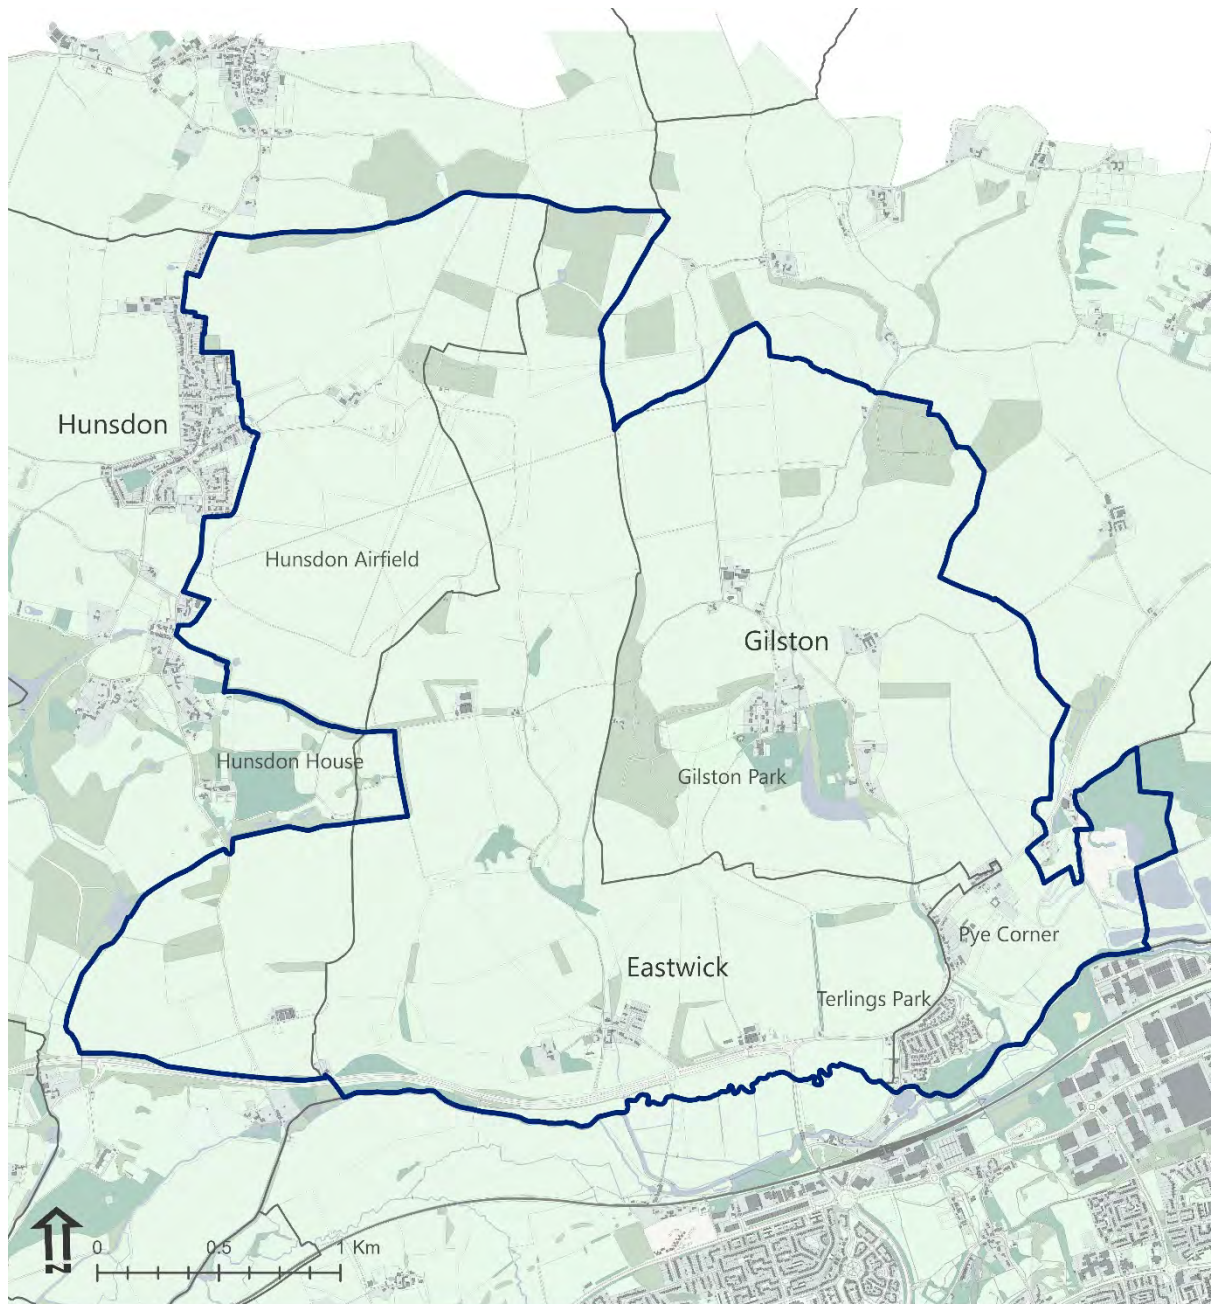 Hunsdon
Hunsdon Airfield
Gilston
Hunsdon House
Gilston Park
Pye Corner
Eastwick
Terlings Park
N
0 0.5 1 Km